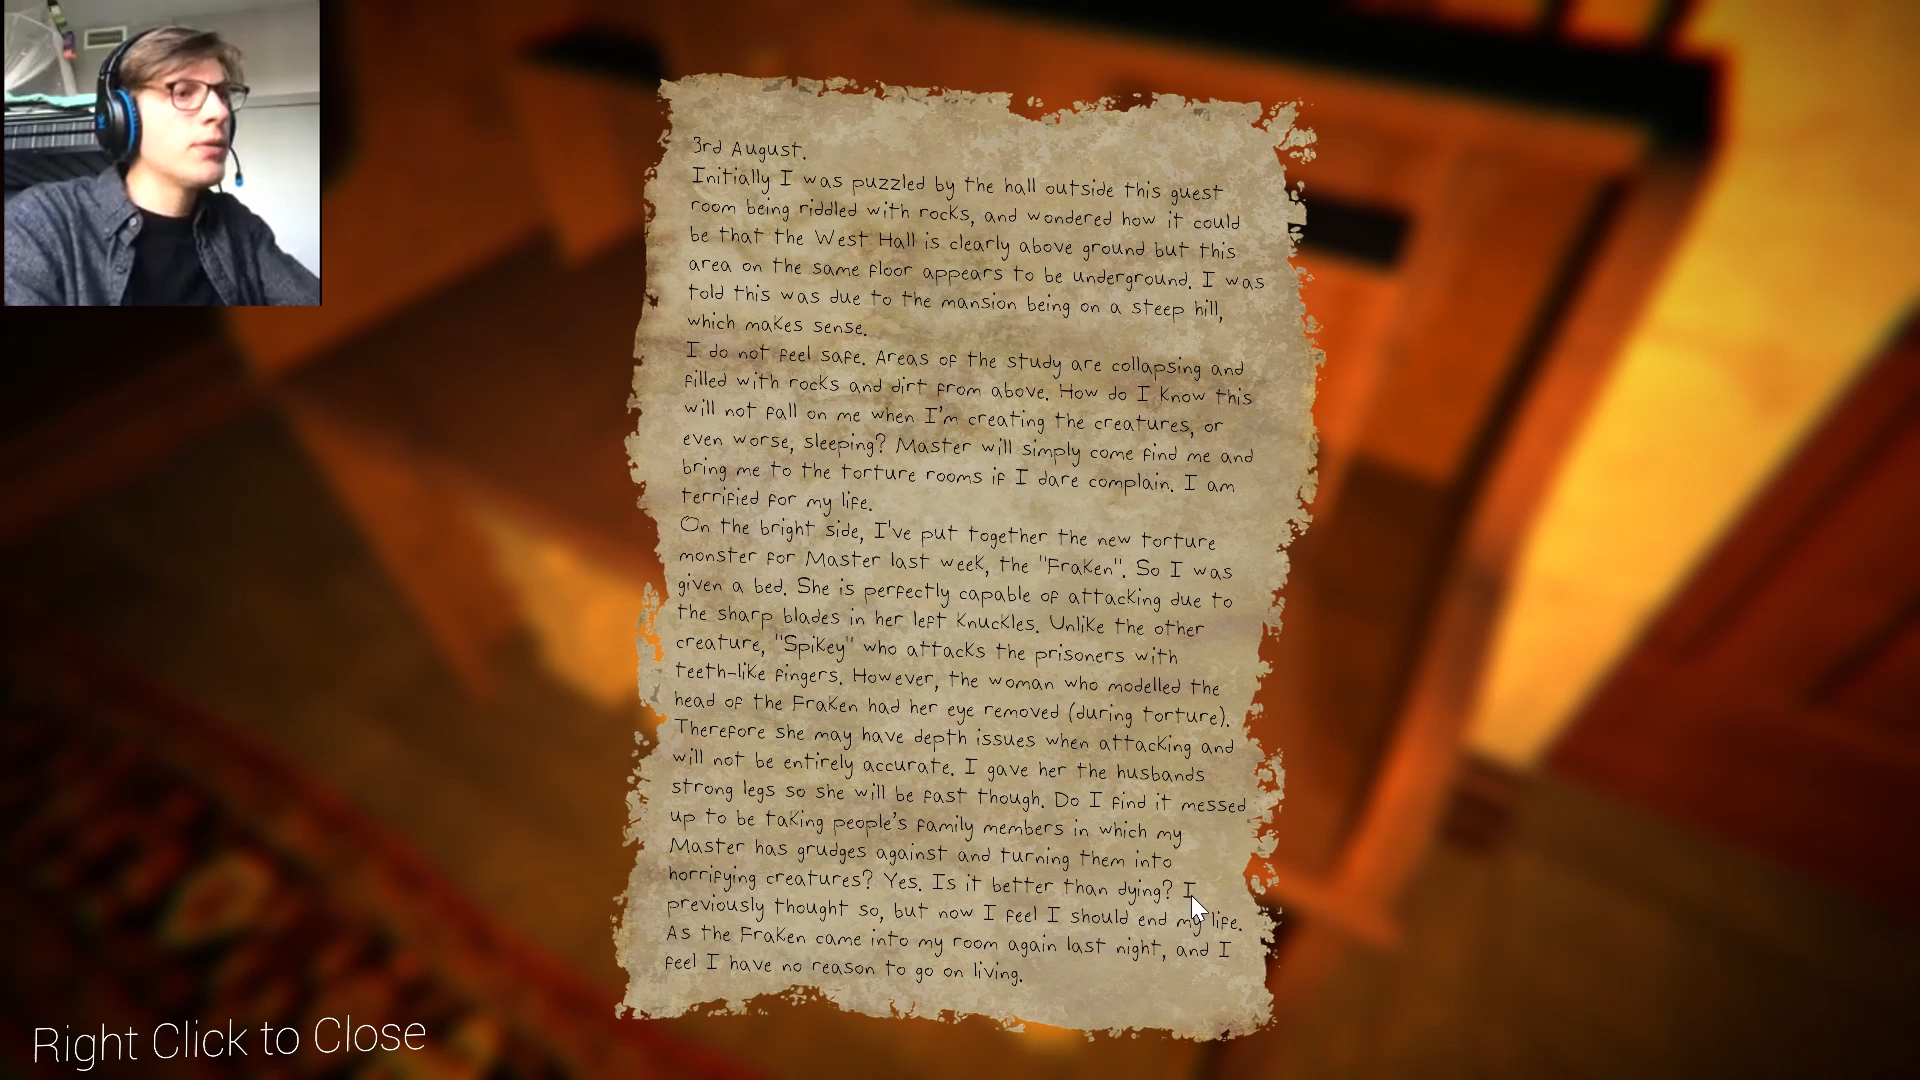 3rd August.
Initially I was puzzled by the hall outside this guest
room being riddled with rocks, and wondered how it could
be that the West Hall is clearly above ground but this
area on the same floor appears to be underground. I was
told this was due to the mansion being on a steep hill,
which makes sense.
I do not feel safe. Areas of the study are collapsing and
filled with rocks and dirt from above. How do I know this
will not fall on me when I'm creating the creatures, or
even worse, sleeping? Master will simply come find me and
bring me to the torture rooms if I dare complain. I am
terrified for my life.
On the bright side, I've put together the new torture
monster for Master last week, the "Fraken". So I was
given a bed. She is perfectly capable of attacking due to
the sharp blades in her left knuckles. Unlike the other
creature, "Spikey" who attacks the prisoners with
teeth-like fingers. However, the woman who modelled the
head of the Fraken had her eye removed (during torture).
Therefore she may have depth issues when attacking and
will not be entirely accurate. I gave her the husbands
strong legs so she will be fast though. Do I find it messed
up to be taking people's family members in which my
Master has grudges against and turning them into
horrifying creatures? Yes. Is it better than dying? I
previously thought so, but now I feel I should end my life.
As the Fraken came into my room again last night, and I
feel I have no reason to go on living.
Right Click to Close